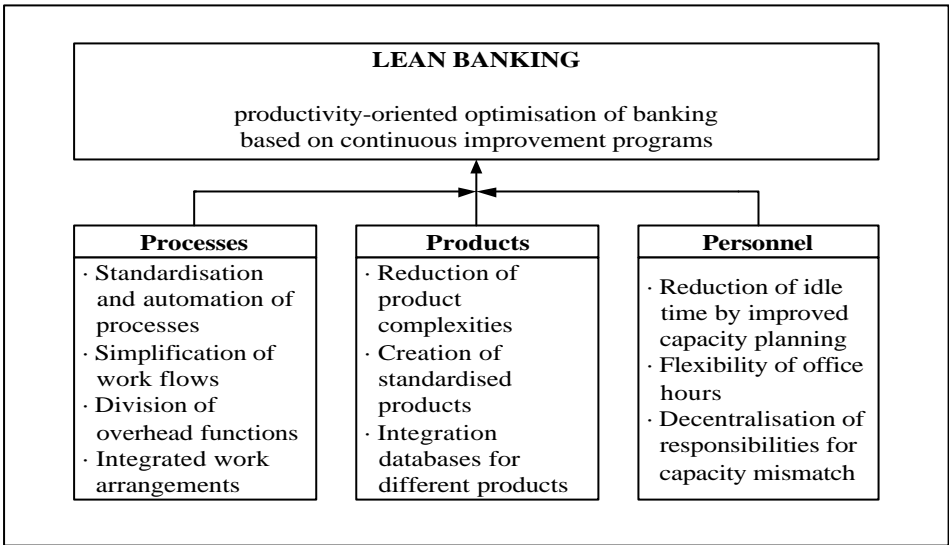 LEAN BANKING
productivity-oriented optimisation of banking
based on continuous improvement programs
Processes
· Standardisation
and automation of
processes
· Simplification of
work flows
· Division of
overhead functions
· Integrated work
arrangements
Products
· Reduction of
product
complexities
· Creation of
standardised
products
· Integration
databases for
different products
Personnel
· Reduction of idle
time by improved
capacity planning
· Flexibility of office
hours
· Decentralisation of
responsibilities for
capacity mismatch